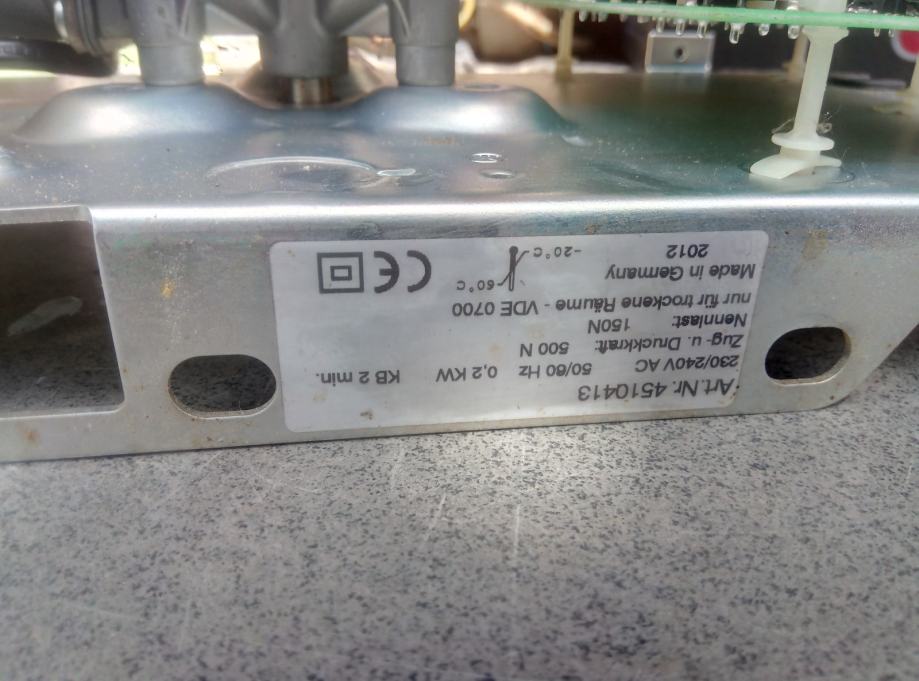 Art.Nr. 4510413
230/240V AC 50/60 Hz 0,2 KW KB 2 min.
Zug- u. Druckkraft: 500 N
Nennlast: 150N
nur für trockene Räume - VDE 0700
Made in Germany 60°C
2012 -20°C CE